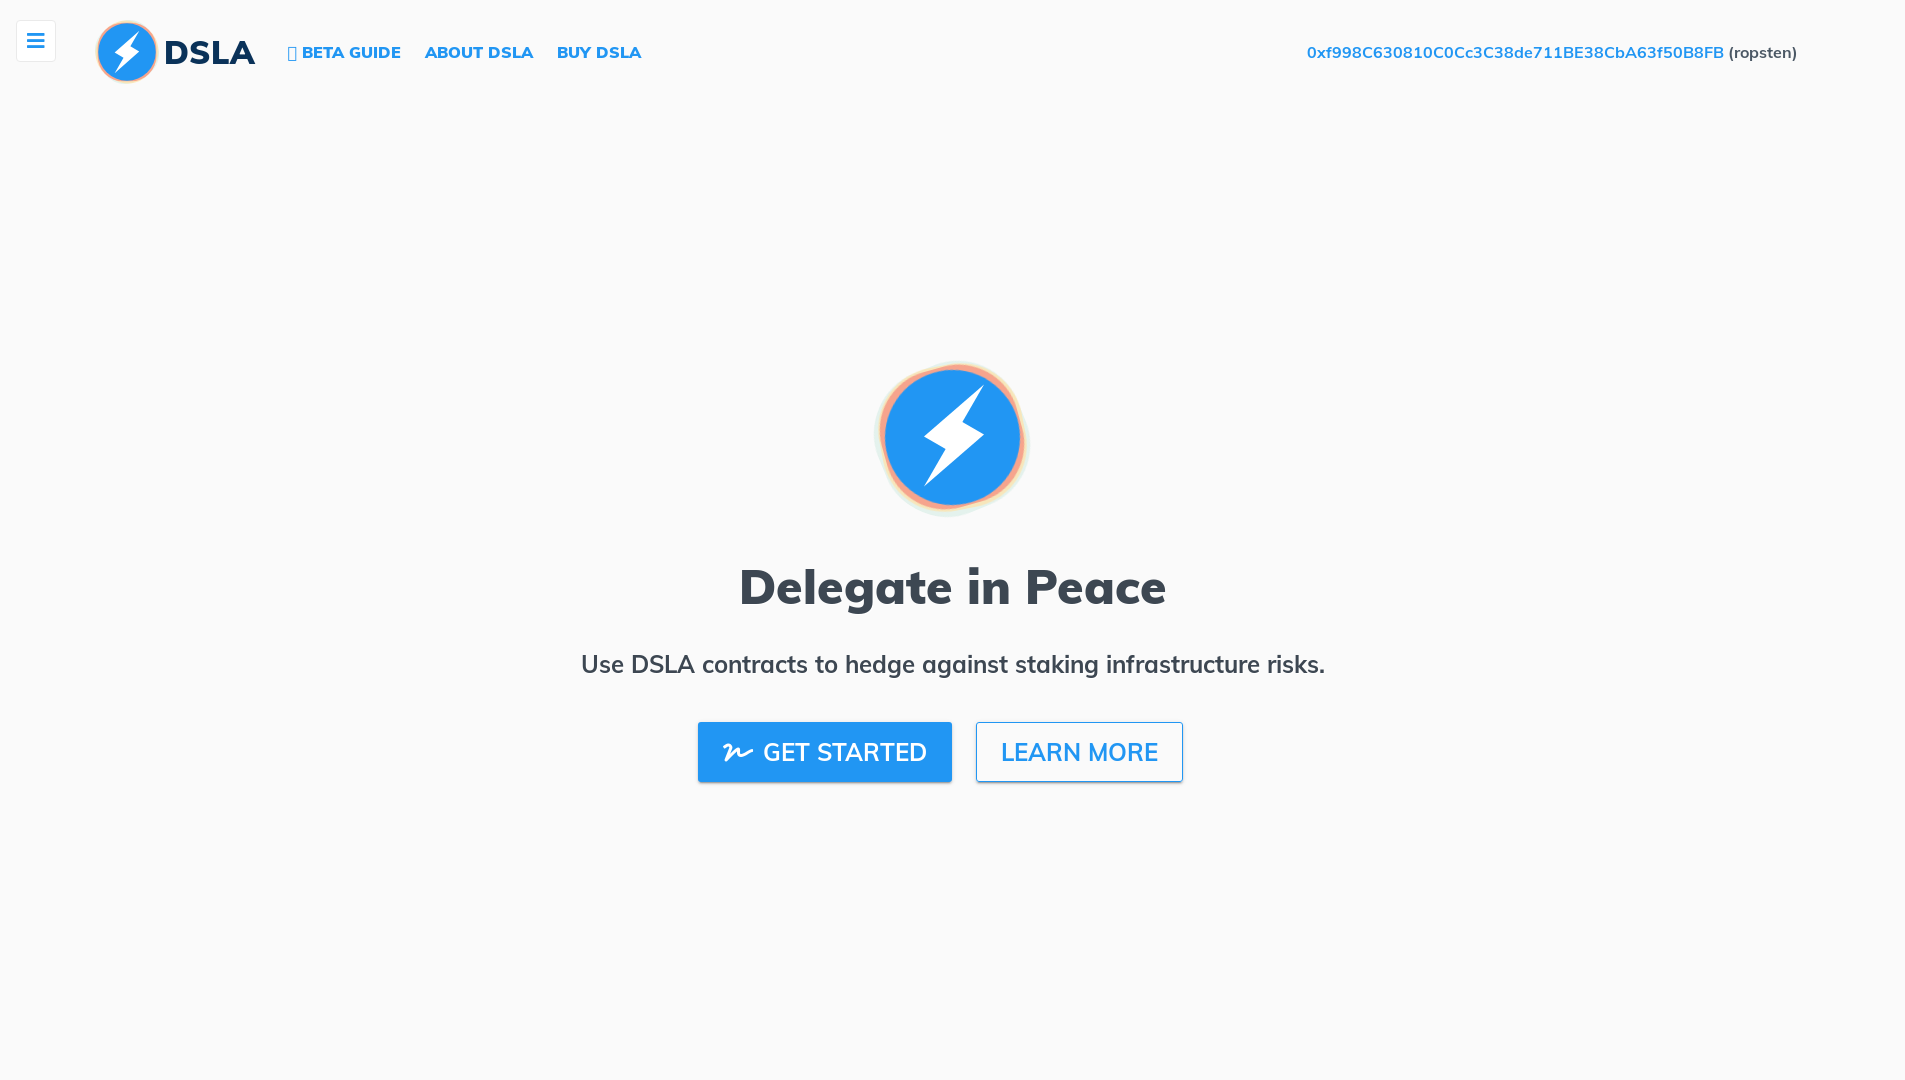 DSLA
BETA GUIDE ABOUT DSLA BUY DSLA
0xf998C630810C0Cc3C38de711BE38CbA63f50B8FB (ropsten)
Delegate in Peace
Use DSLA contracts to hedge against staking infrastructure risks.
GET STARTED
LEARN MORE